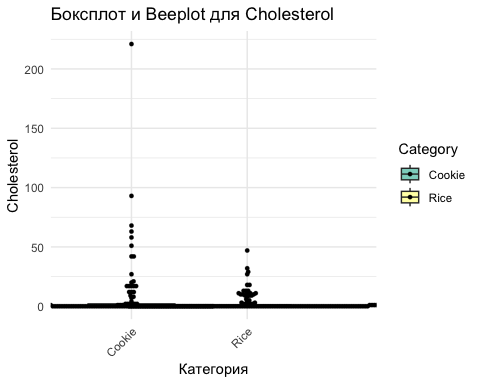 Боксплот и Beeplot для Cholesterol
Cholesterol
200
150
100
50
0
Cookie
Rice
Категория
Category
Cookie
Rice